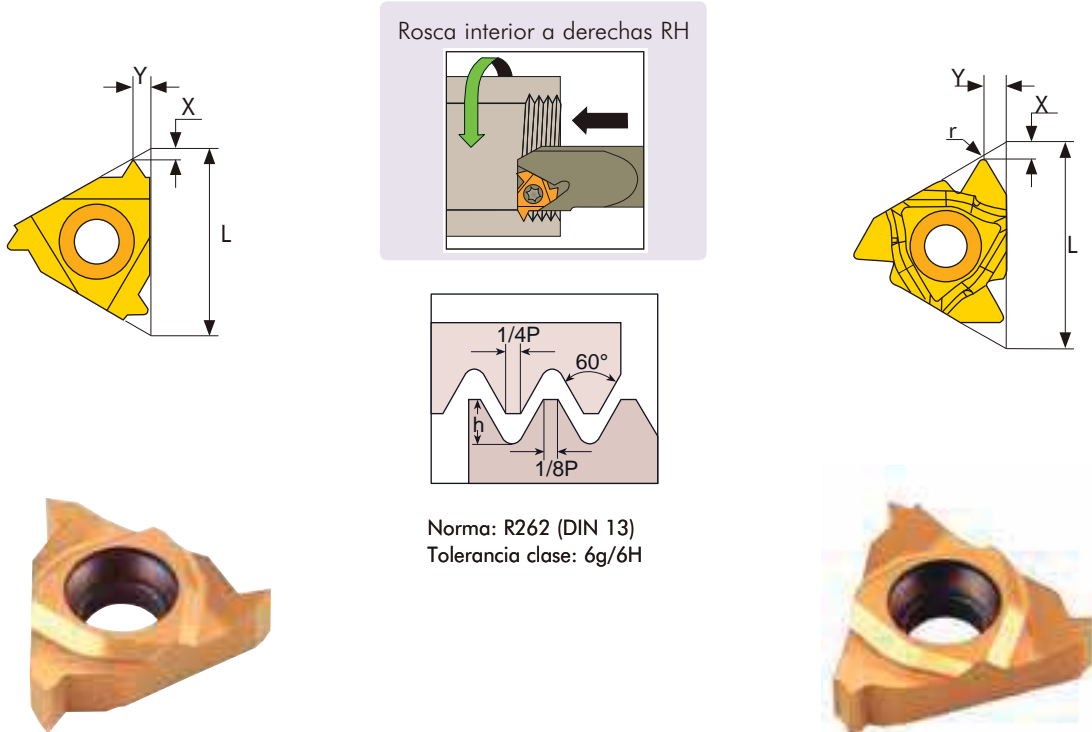 Rosca interior a derechas RH
Y
X
L
Y
X
r
L
1/4P
60°
h
1/8P
Norma: R262 (DIN 13)
Tolerancia clase: 6g/6H